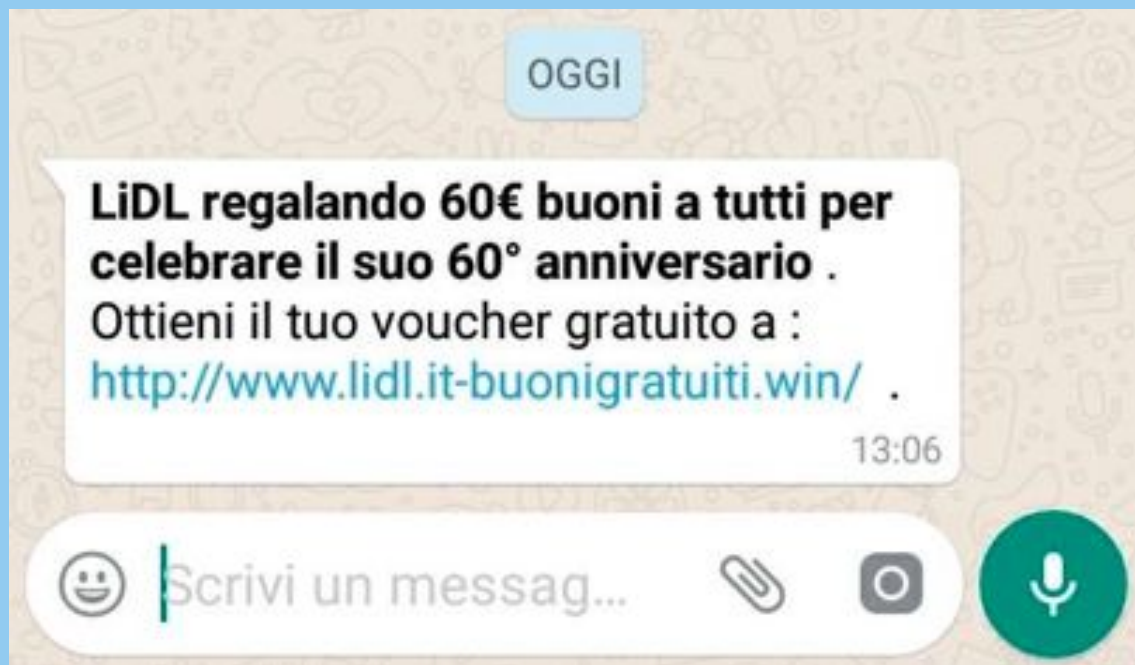 OGGI
LiDL regalando 60€ buoni a tutti per
celebrare il suo 60° anniversario .
Ottieni il tuo voucher gratuito a :
http://www.lidl.it-buonigratuiti.win/ .
13:06
Scrivi un messag...